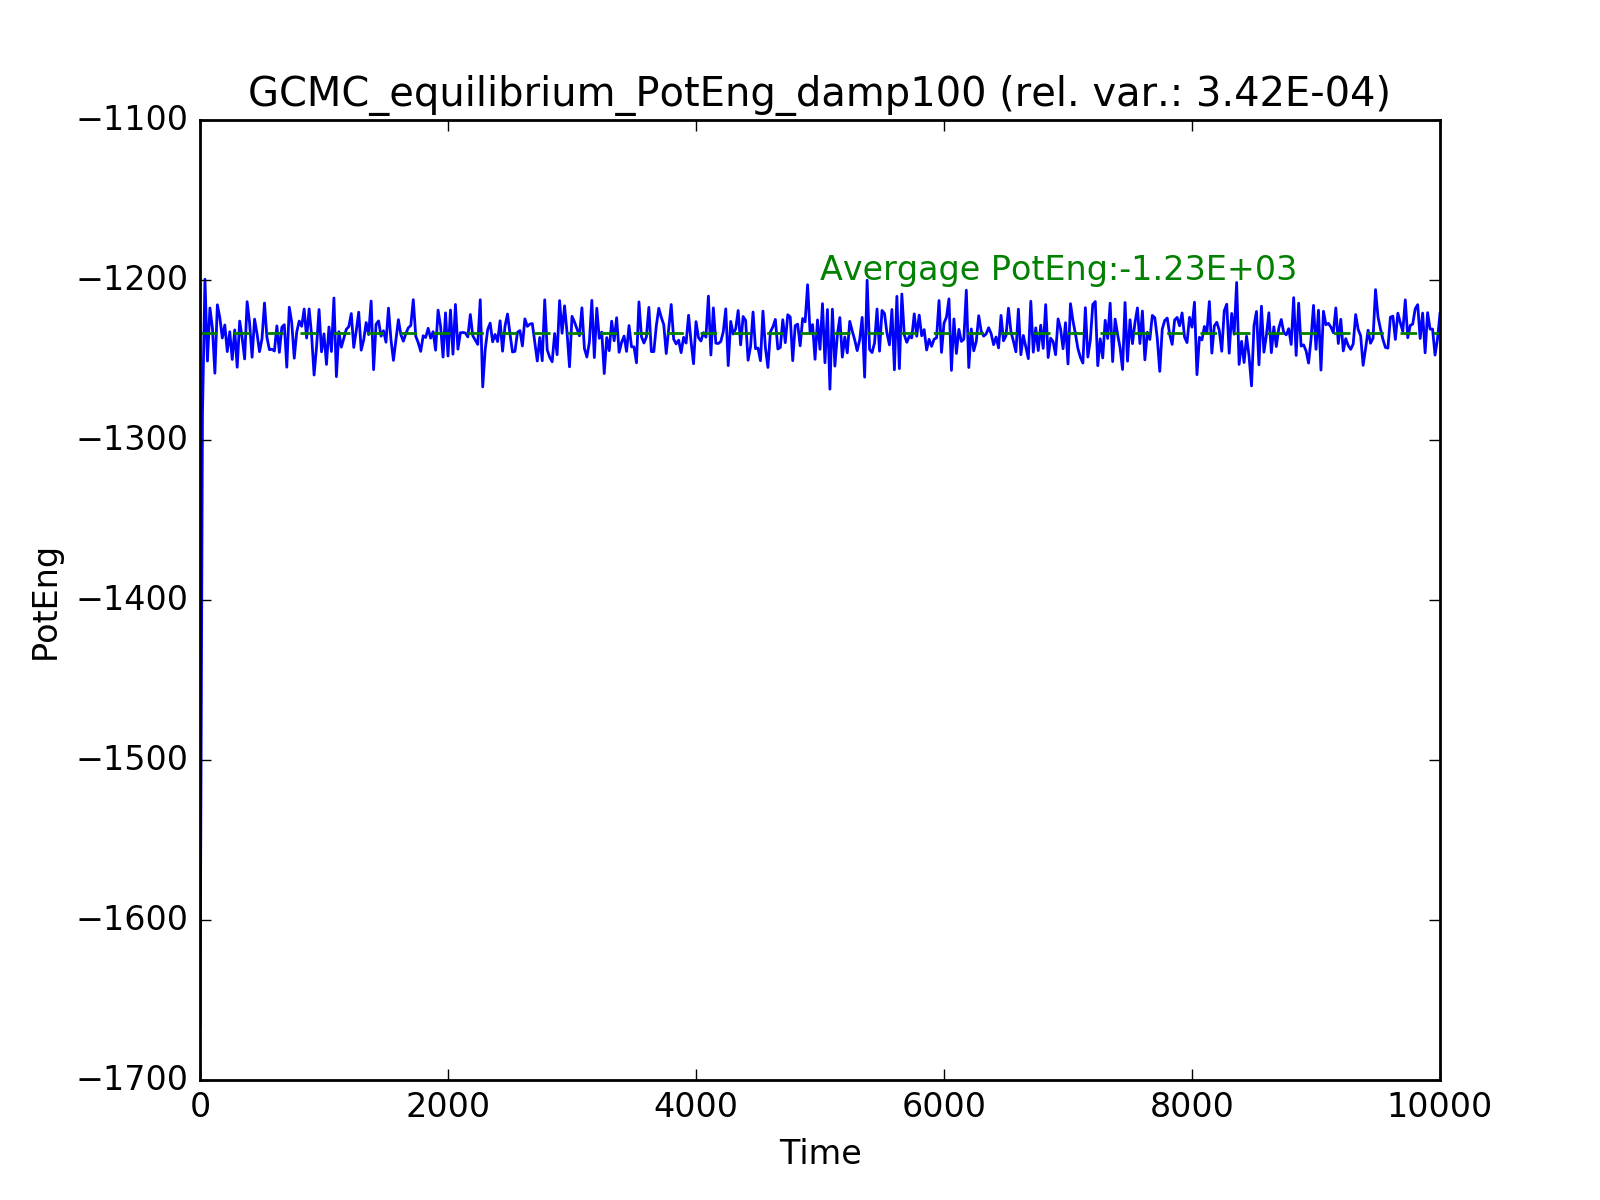 GCMC_equilibrium_PotEng_damp100 (rel. var.: 3.42E-04)
−1100
−1200
−1300
−1400
−1500
−1600
−1700
PotEng
Avergage PotEng:-1.23E+03
0 2000 4000 6000 8000 10000
Time